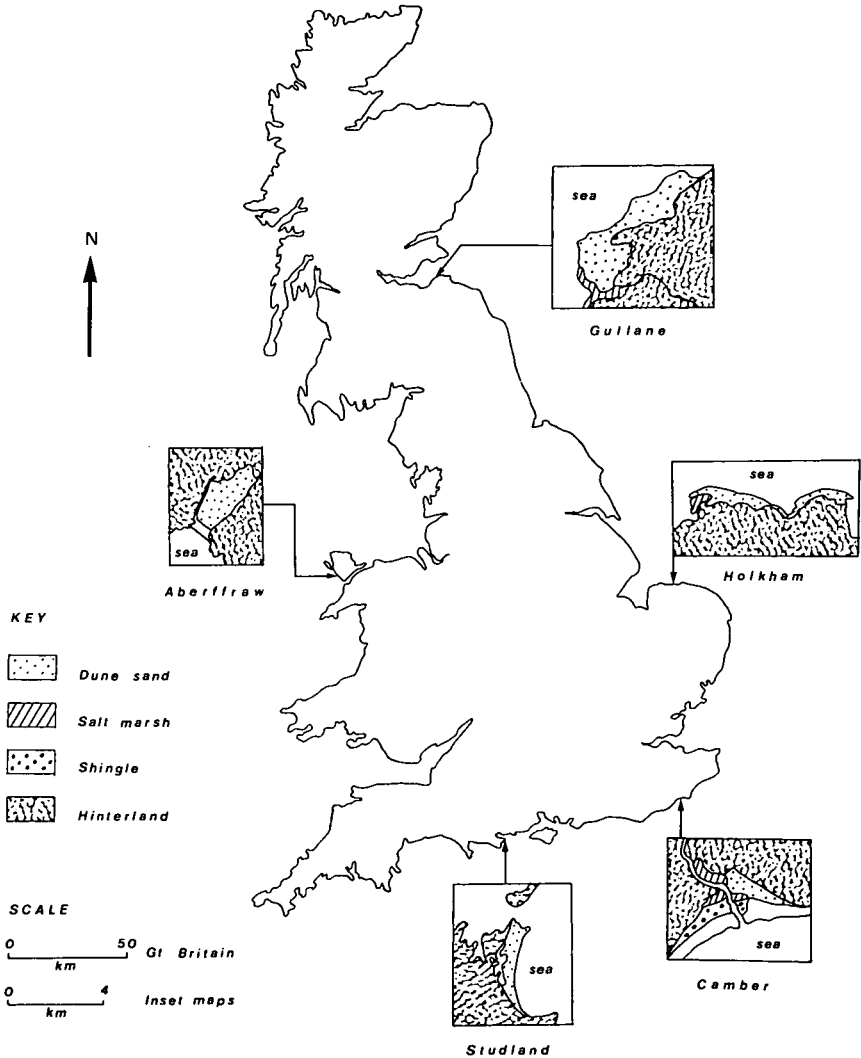 N
sea
Gullane
sea
Holkham
sea
Aberffraw
KEY
Dune sand
Salt marsh
Shingle
Hinterland
SCALE
0 50 Gt Britain
km
0 4 Inset maps
km
sea
Studland
sea
Camber